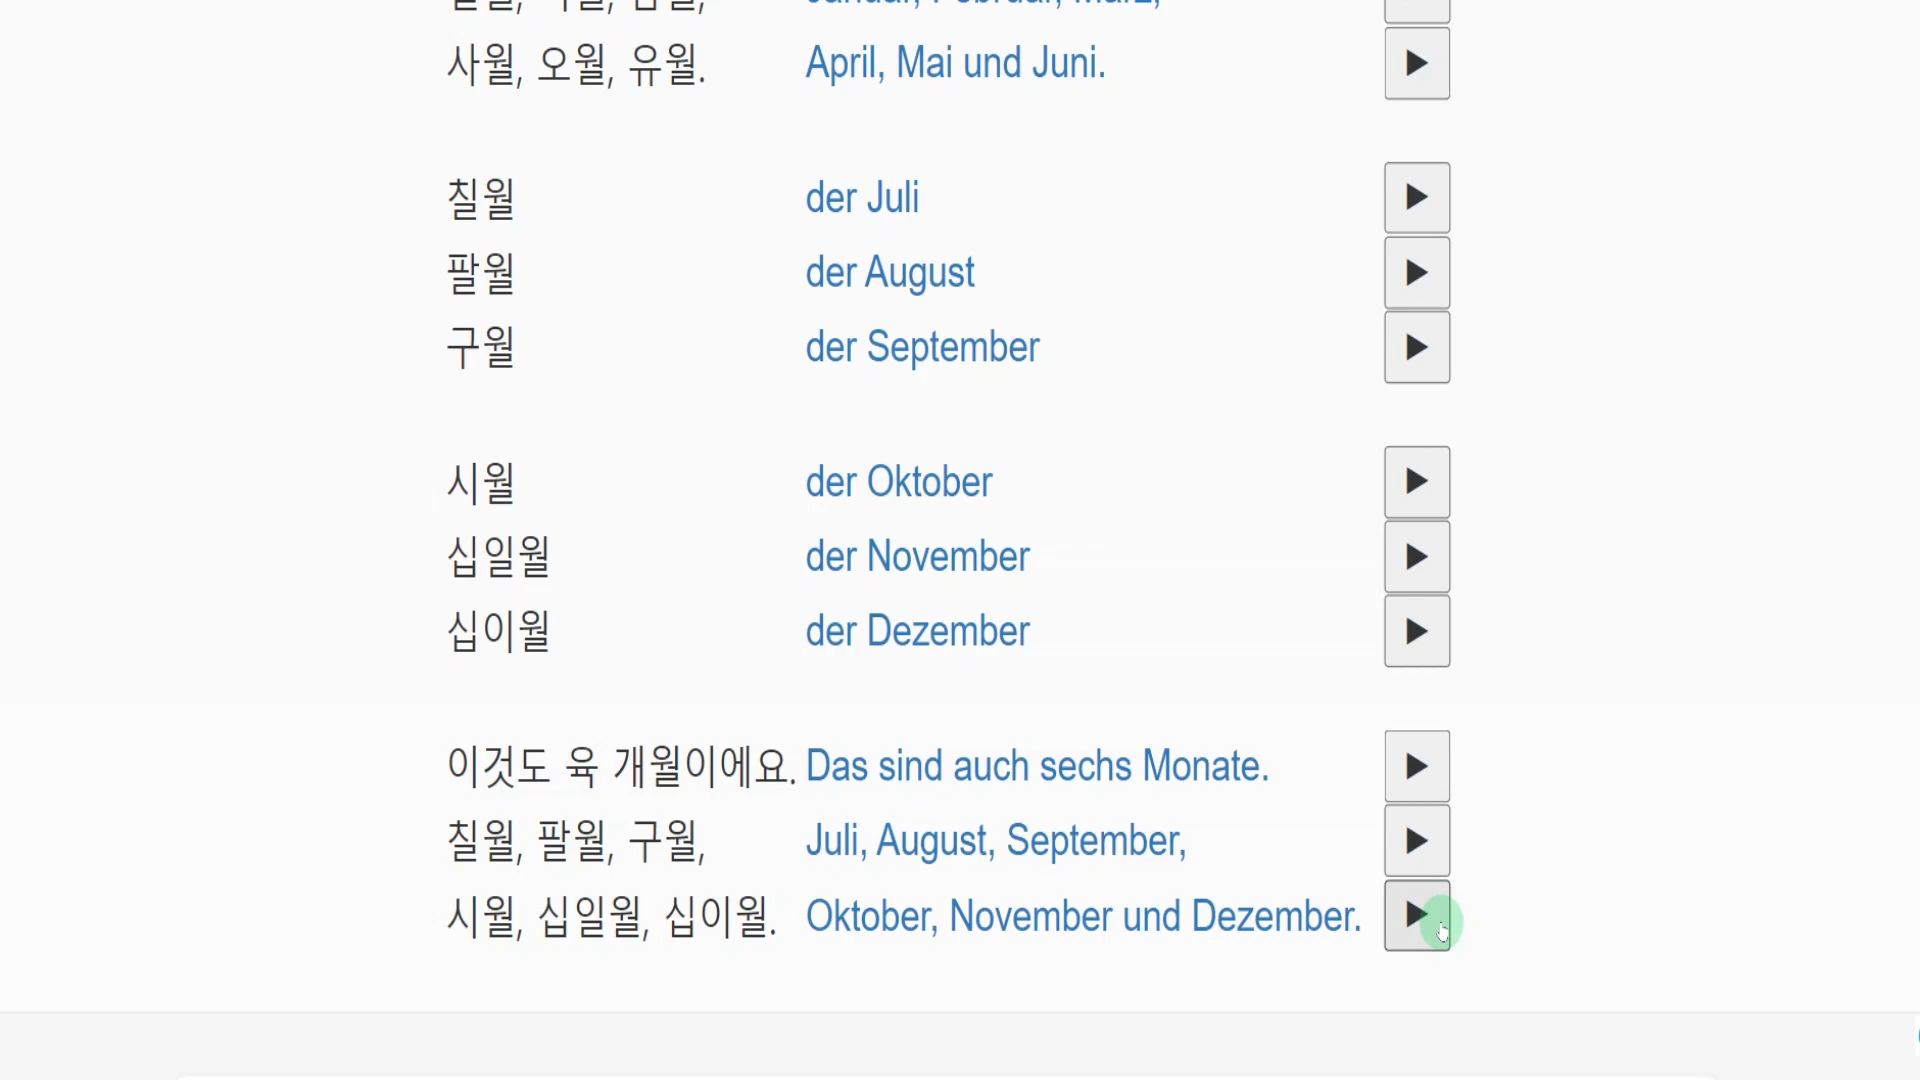 사월, 오월, 유월. April, Mai und Juni.
칠월 der Juli
팔월 der August
구월 der September
시월 der Oktober
십일월 der November
십이월 der Dezember
이것도 육 개월이에요. Das sind auch sechs Monate.
칠월, 팔월, 구월, Juli, August, September,
시월, 십일월, 십이월. Oktober, November und Dezember.